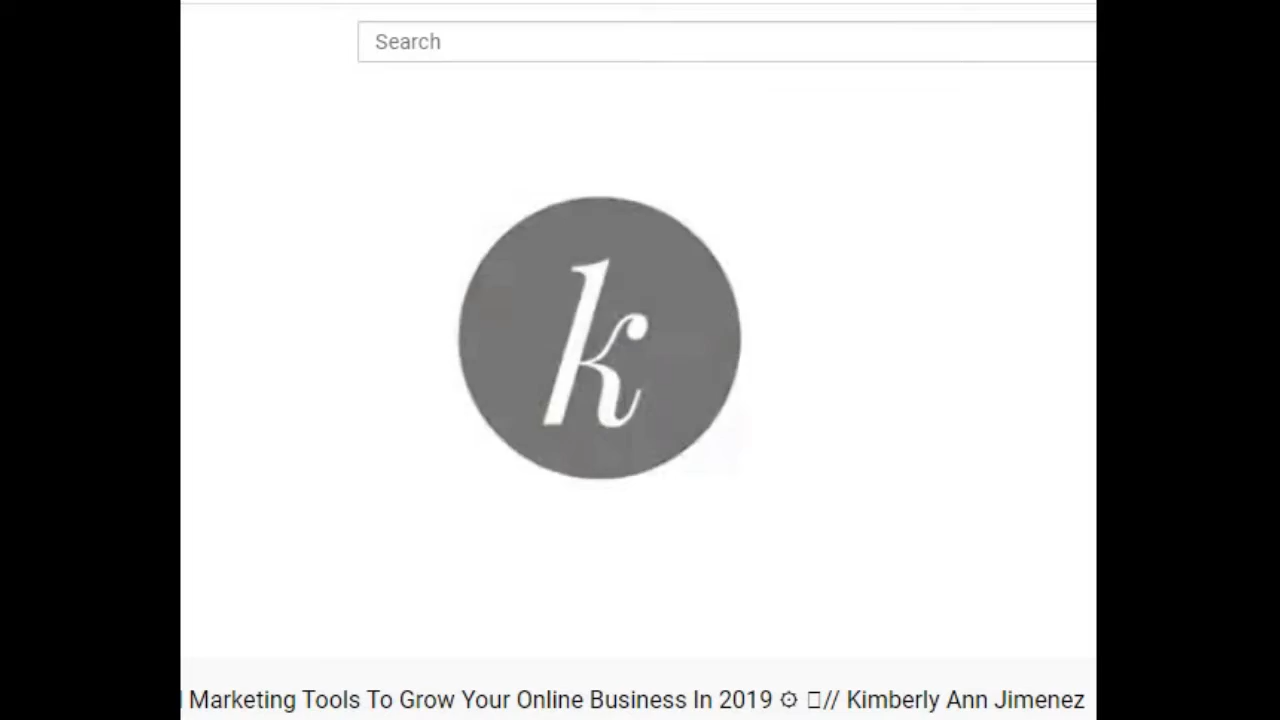 Search
k
Marketing Tools To Grow Your Online Business In 2019 ⚙ // Kimberly Ann Jimenez